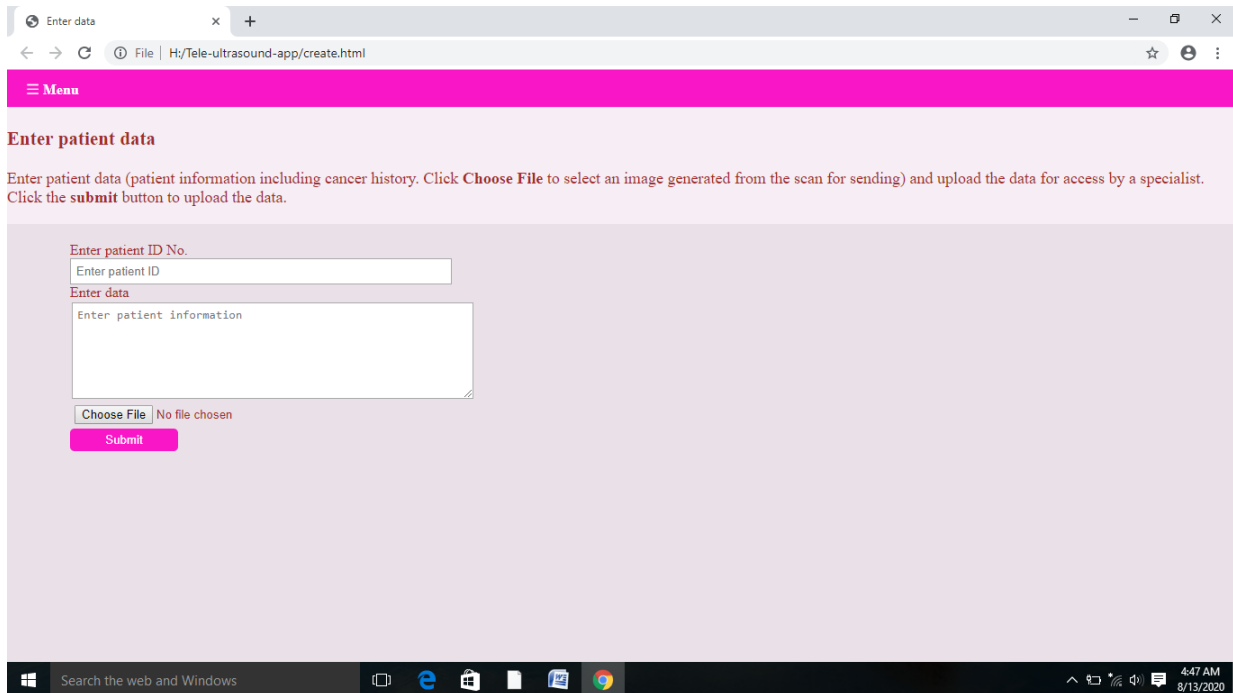 Enter data
File | H:/Tele-ultrasound-app/create.html
☰ Menu
Enter patient data
Enter patient data (patient information including cancer history. Click Choose File to select an image generated from the scan for sending) and upload the data for access by a specialist.
Click the submit button to upload the data.
Enter patient ID No.
Enter patient ID
Enter data
Enter patient information
Choose File No file chosen
Submit
Search the web and Windows
4:47 AM
8/13/2020